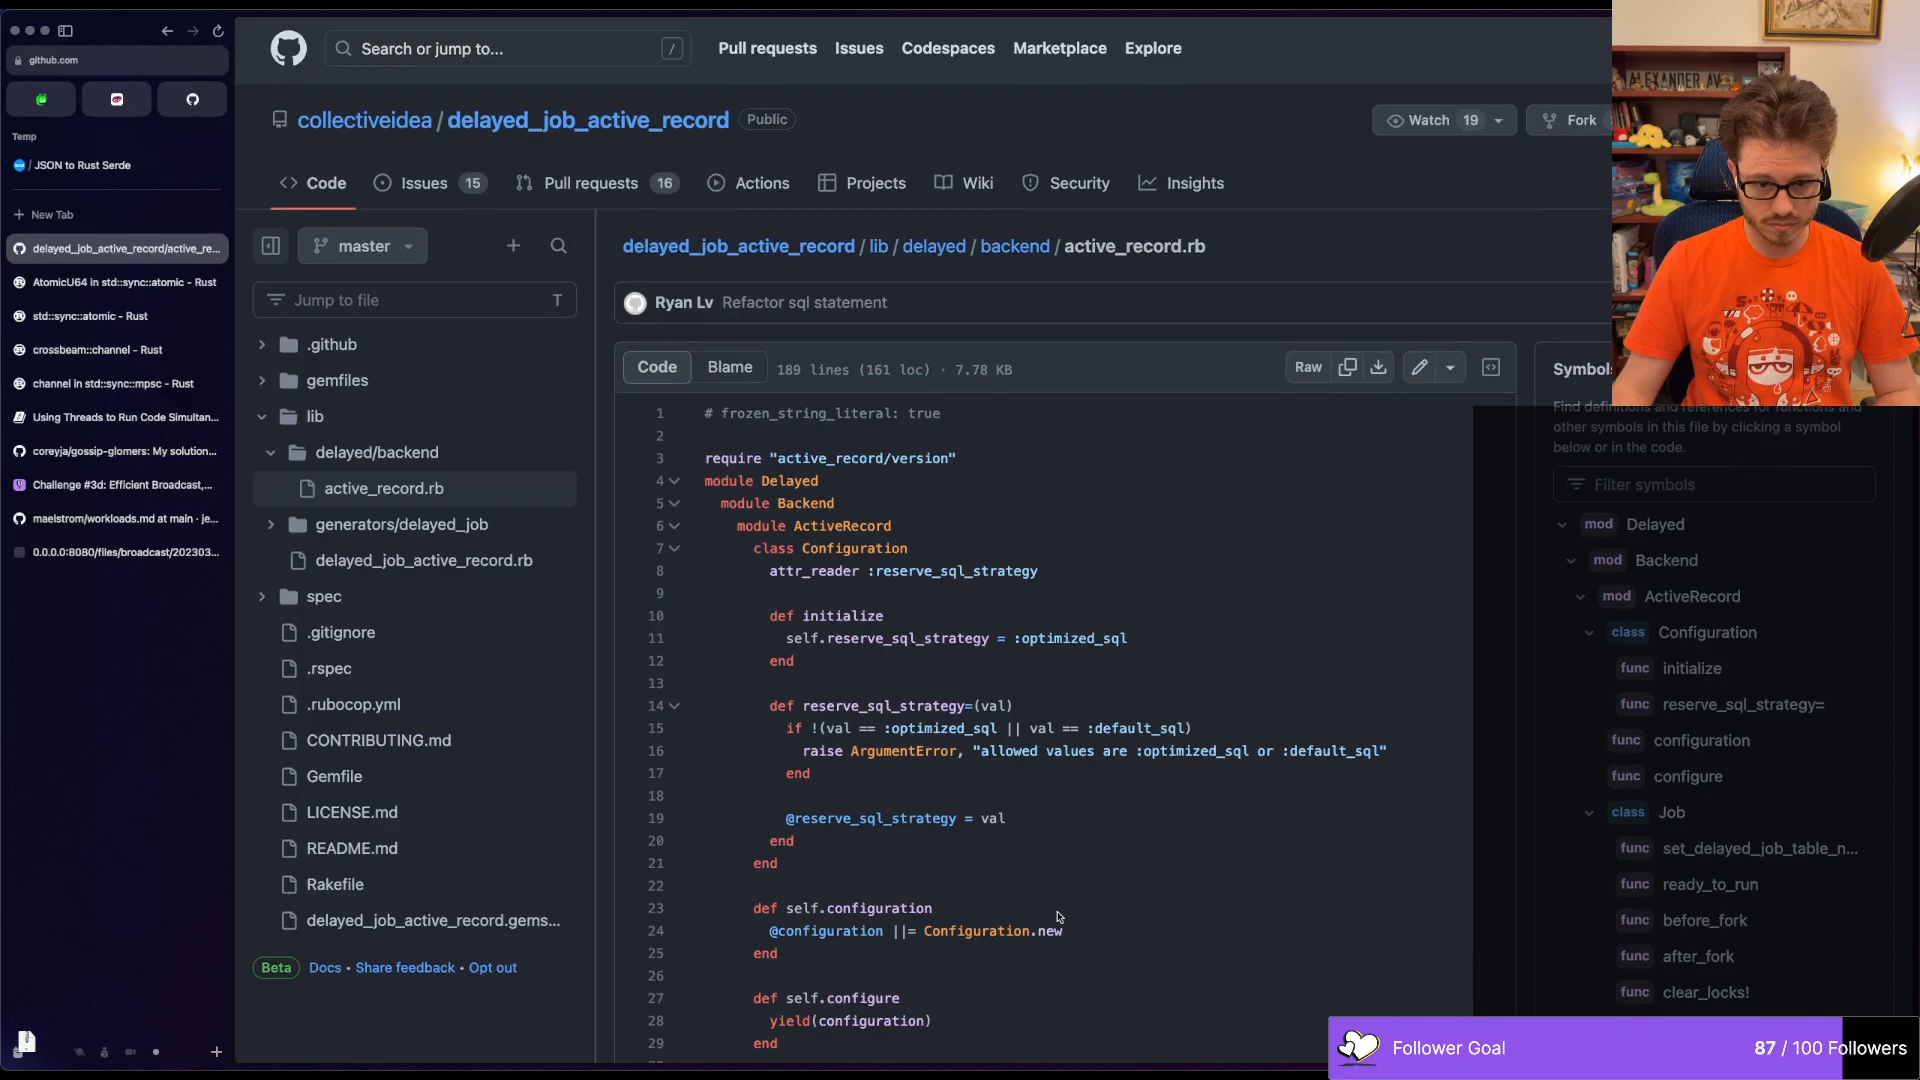 github.com
Temp
/ JSON to Rust Serde
+ New Tab
delayed_job_active_record/active_re...
AtomicU64 in std::sync::atomic - Rust
std::sync::atomic - Rust
crossbeam::channel - Rust
channel in std::sync::mpsc - Rust
Using Threads to Run Code Simultan...
coreyja/gossip-glomers: My solution...
Challenge #3d: Efficient Broadcast,...
maelstrom/workloads.md at main · je...
0.0.0.0:8080/files/broadcast/202303...
Search or jump to... /
Pull requests Issues Codespaces Marketplace Explore
collectiveidea / delayed_job_active_record Public
Watch 19 Fork
Code Issues 15 Pull requests 16 Actions Projects Wiki Security Insights
master
Jump to file T
.github
gemfiles
lib
delayed/backend
active_record.rb
generators/delayed_job
delayed_job_active_record.rb
spec
.gitignore
.rspec
.rubocop.yml
CONTRIBUTING.md
Gemfile
LICENSE.md
README.md
Rakefile
delayed_job_active_record.gems...
Beta Docs • Share feedback • Opt out
delayed_job_active_record / lib / delayed / backend / active_record.rb
Ryan Lv Refactor sql statement
Code Blame 189 lines (161 loc) · 7.78 KB Raw
1 # frozen_string_literal: true
2
3 require "active_record/version"
4 module Delayed
5 module Backend
6 module ActiveRecord
7 class Configuration
8 attr_reader :reserve_sql_strategy
9
10 def initialize
11 self.reserve_sql_strategy = :optimized_sql
12 end
13
14 def reserve_sql_strategy=(val)
15 if !(val == :optimized_sql || val == :default_sql)
16 raise ArgumentError, "allowed values are :optimized_sql or :default_sql"
17 end
18
19 @reserve_sql_strategy = val
20 end
21 end
22
23 def self.configuration
24 @configuration ||= Configuration.new
25 end
26
27 def self.configure
28 yield(configuration)
29 end
Symbols
Find definitions and references for functions and
other symbols in this file by clicking a symbol
below or in the code.
Filter symbols
mod Delayed
mod Backend
mod ActiveRecord
class Configuration
func initialize
func reserve_sql_strategy=
func configuration
func configure
class Job
func set_delayed_job_table_n...
func ready_to_run
func before_fork
func after_fork
func clear_locks!
ALEXANDER AV
Follower Goal 87 / 100 Followers